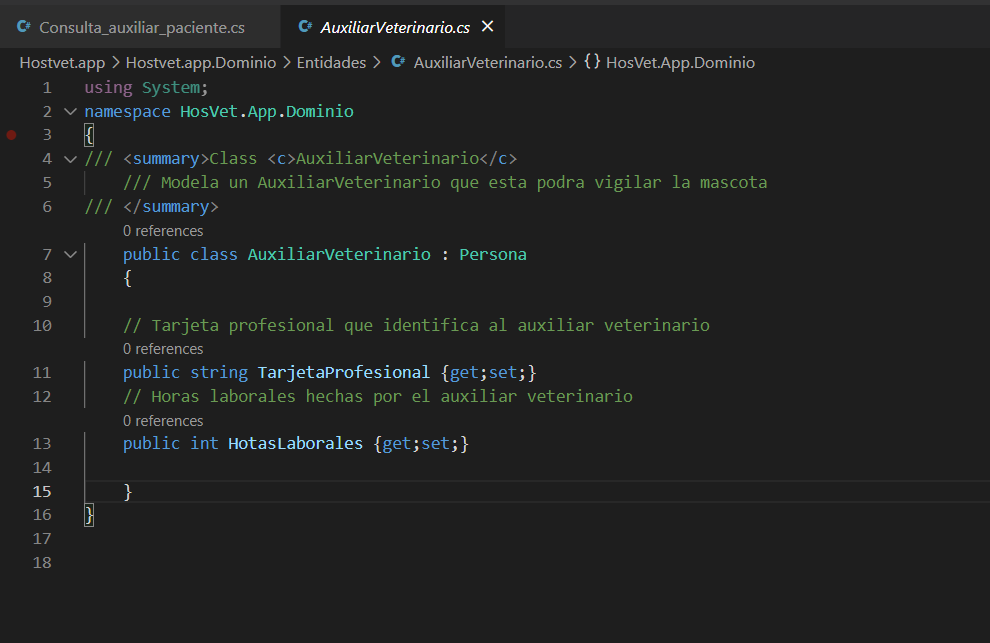 C# Consulta_auxiliar_paciente.cs C# AuxiliarVeterinario.cs ✕
Hostvet.app > Hostvet.app.Dominio > Entidades > C# AuxiliarVeterinario.cs > {} HosVet.App.Dominio
1 using System;
2 namespace HosVet.App.Dominio
3 {
4 /// <summary>Class <c>AuxiliarVeterinario</c>
5 /// Modela un AuxiliarVeterinario que esta podra vigilar la mascota
6 /// </summary>
0 references
7 public class AuxiliarVeterinario : Persona
8 {
9
10 // Tarjeta profesional que identifica al auxiliar veterinario
0 references
11 public string TarjetaProfesional {get;set;}
12 // Horas laborales hechas por el auxiliar veterinario
0 references
13 public int HotasLaborales {get;set;}
14
15 }
16 }
17
18